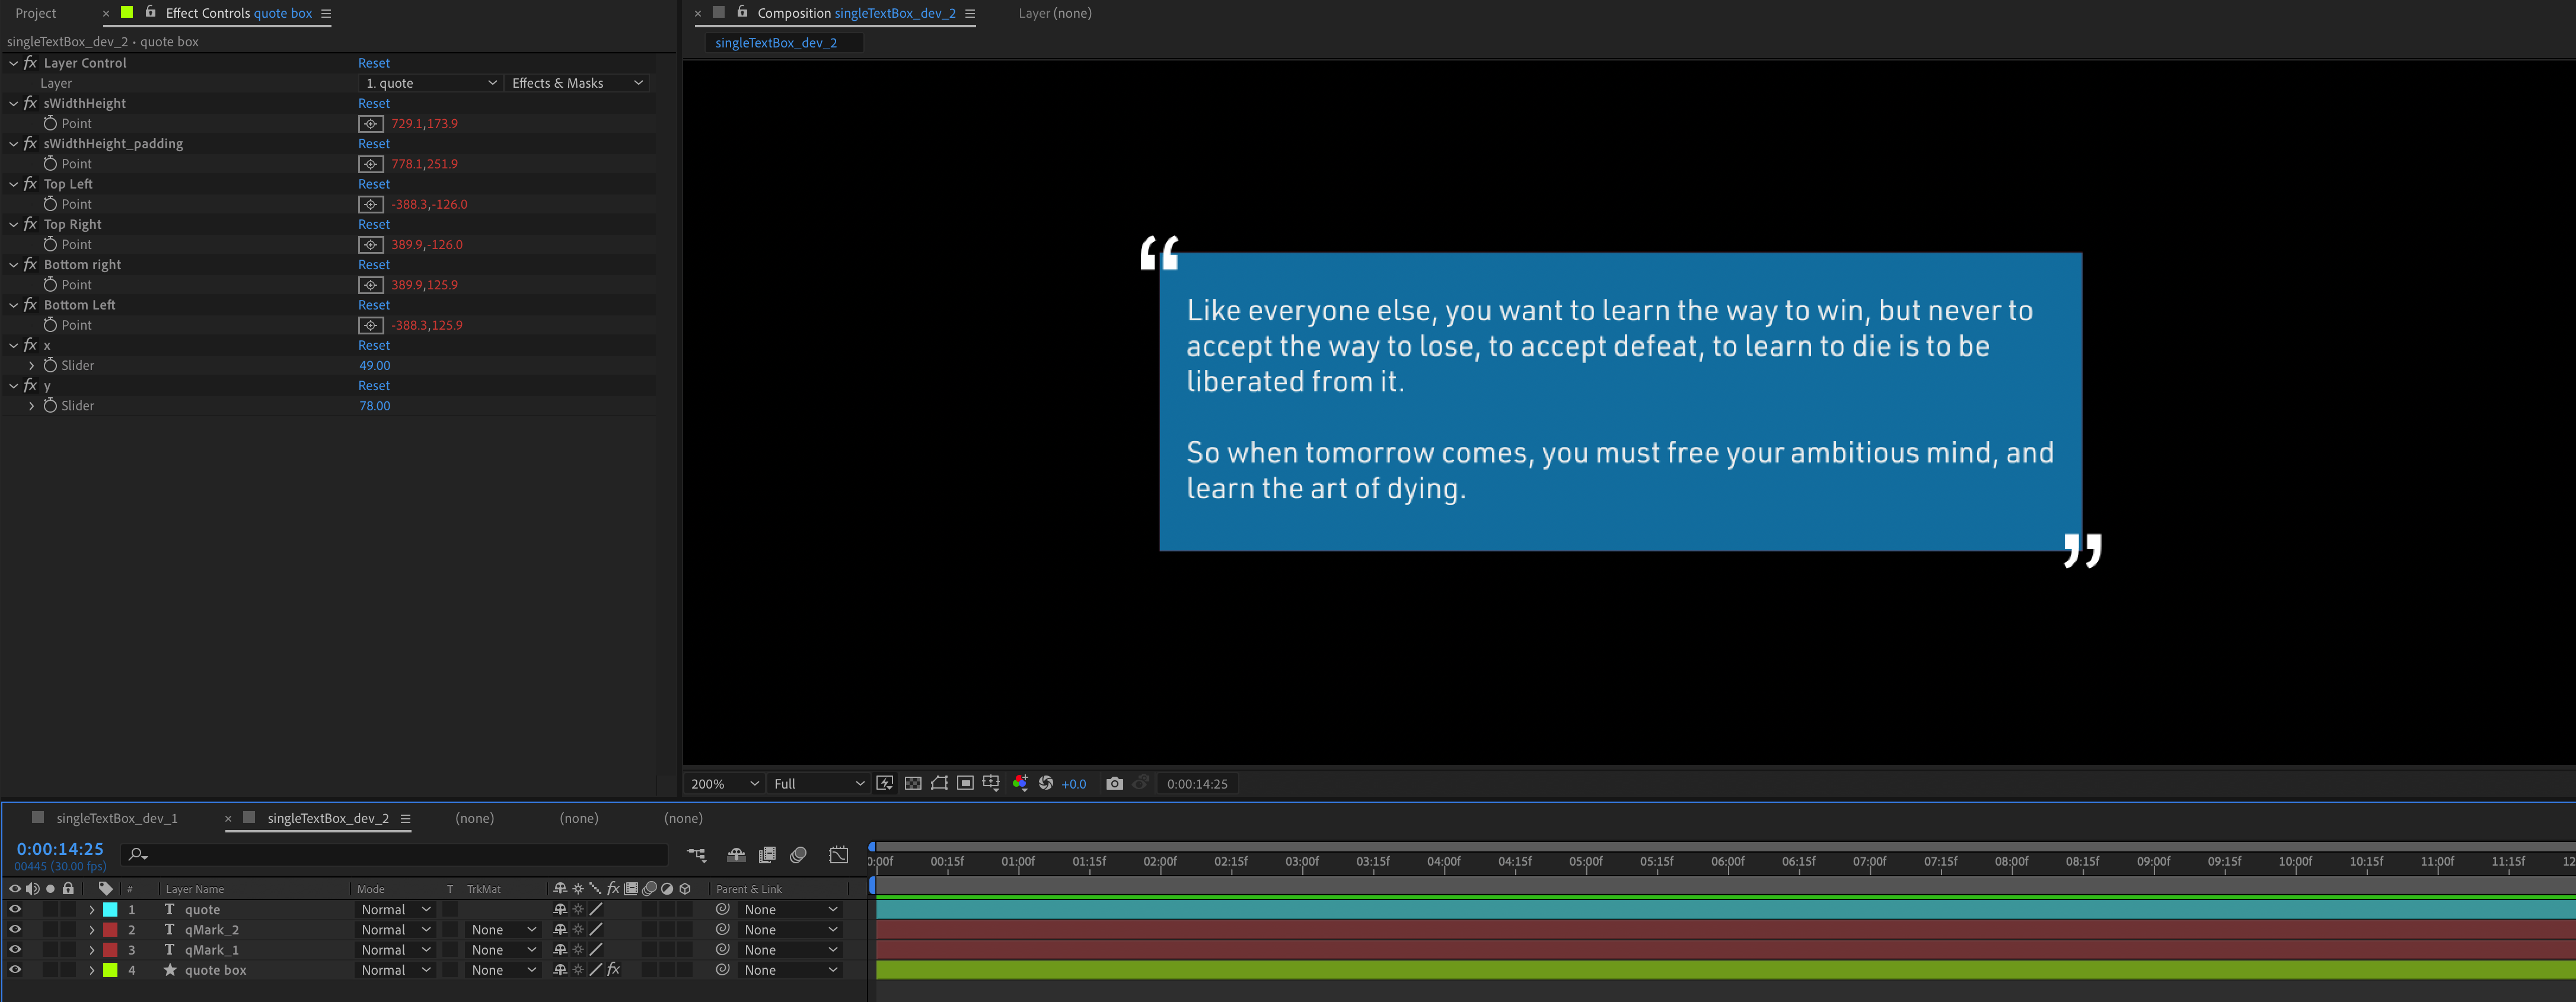 Project
× Effect Controls quote box
× Composition singleTextBox_dev_2
Layer (none)
singleTextBox_dev_2 • quote box
singleTextBox_dev_2
fx Layer Control Reset
Layer 1. quote Effects & Masks
fx sWidthHeight Reset
Point 729.1,173.9
fx sWidthHeight_padding Reset
Point 778.1,251.9
fx Top Left Reset
Point -388.3,-126.0
fx Top Right Reset
Point 389.9,-126.0
fx Bottom right Reset
Point 389.9,125.9
fx Bottom Left Reset
Point -388.3,125.9
fx x Reset
Slider 49.00
fx y Reset
Slider 78.00
“
Like everyone else, you want to learn the way to win, but never to
accept the way to lose, to accept defeat, to learn to die is to be
liberated from it.
So when tomorrow comes, you must free your ambitious mind, and
learn the art of dying.
”
200% Full +0.0 0:00:14:25
singleTextBox_dev_1 × singleTextBox_dev_2 (none) (none) (none)
0:00:14:25
00445 (30.00 fps)
0:00f 00:15f 01:00f 01:15f 02:00f 02:15f 03:00f 03:15f 04:00f 04:15f 05:00f 05:15f 06:00f 06:15f 07:00f 07:15f 08:00f 08:15f 09:00f 09:15f 10:00f 10:15f 11:00f 11:15f 12
# Layer Name Mode T TrkMat fx Parent & Link
1 T quote Normal None
2 T qMark_2 Normal None None
3 T qMark_1 Normal None None
4 quote box Normal None fx None